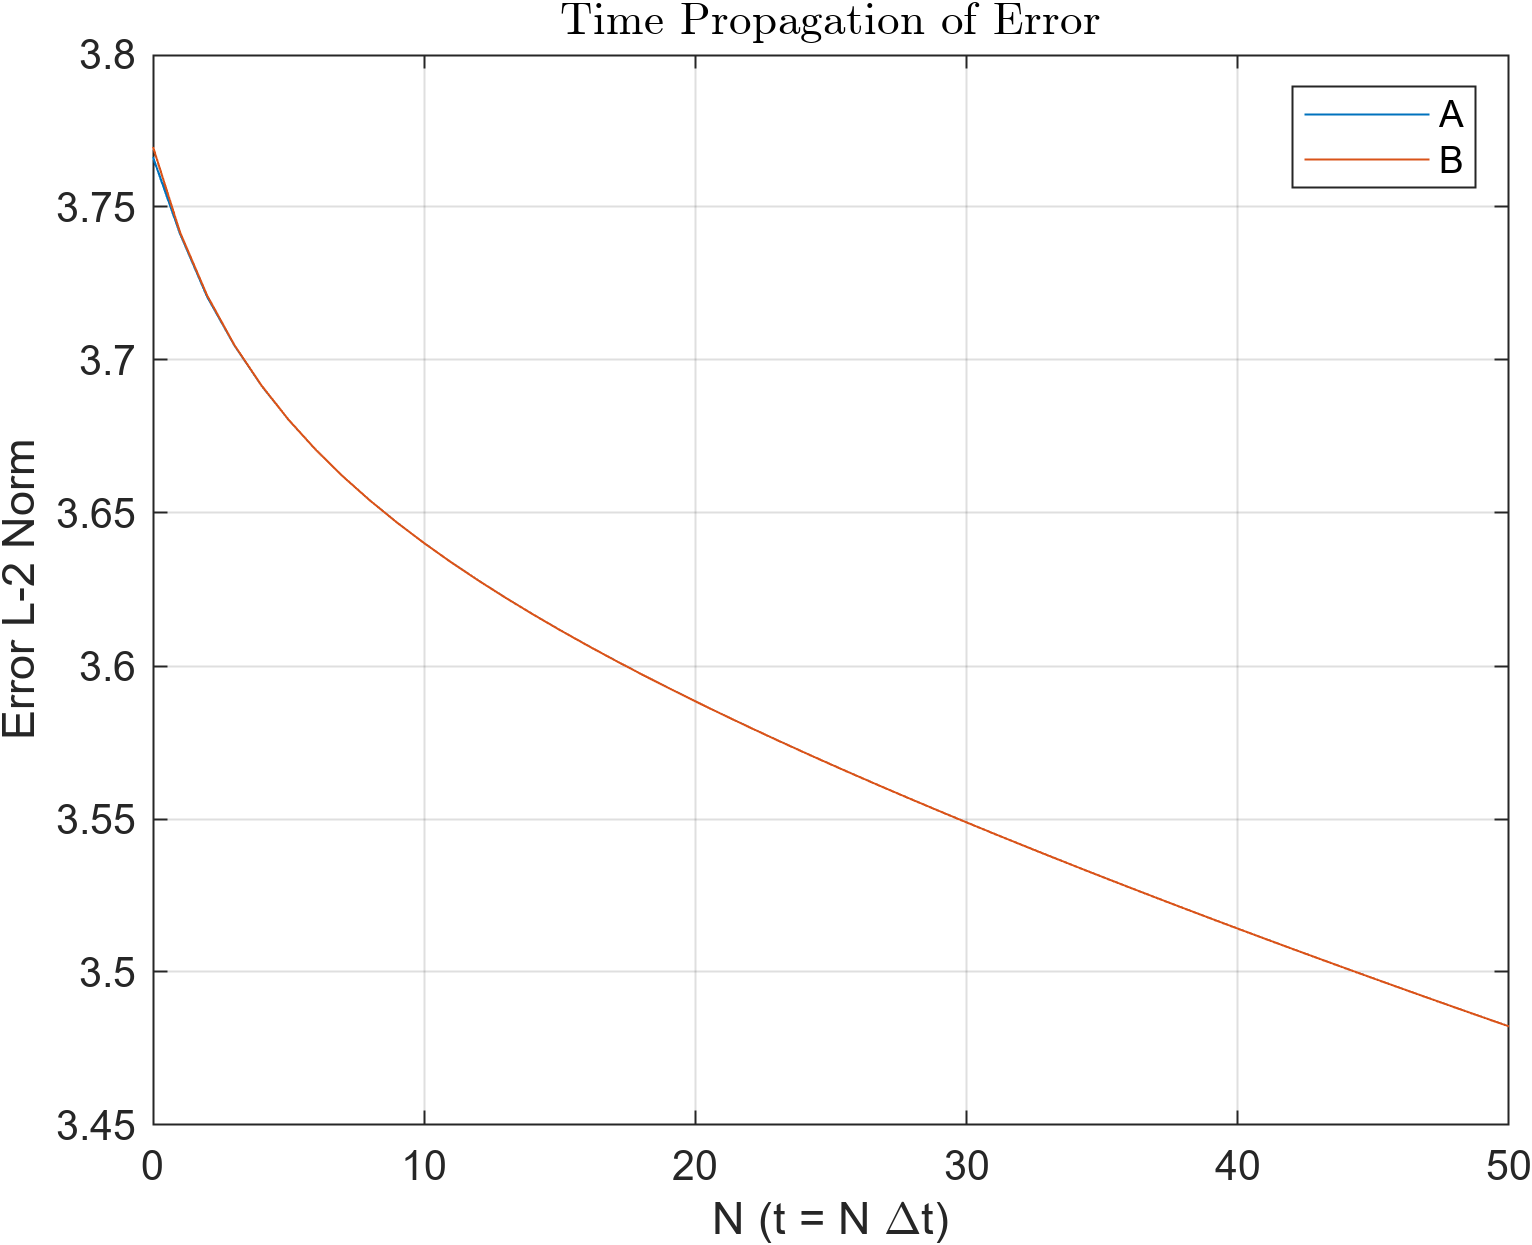 Time Propagation of Error
3.8
3.75
3.7
3.65
3.6
3.55
3.5
3.45
Error L-2 Norm
A
B
0 10 20 30 40 50
N (t = N Δt)